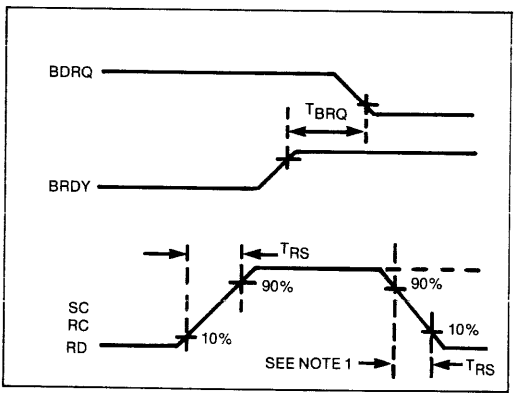 BDRQ
TBRQ
BRDY
TRS
90%
90%
SC
RC
10%
10%
RD
SEE NOTE 1
TRS